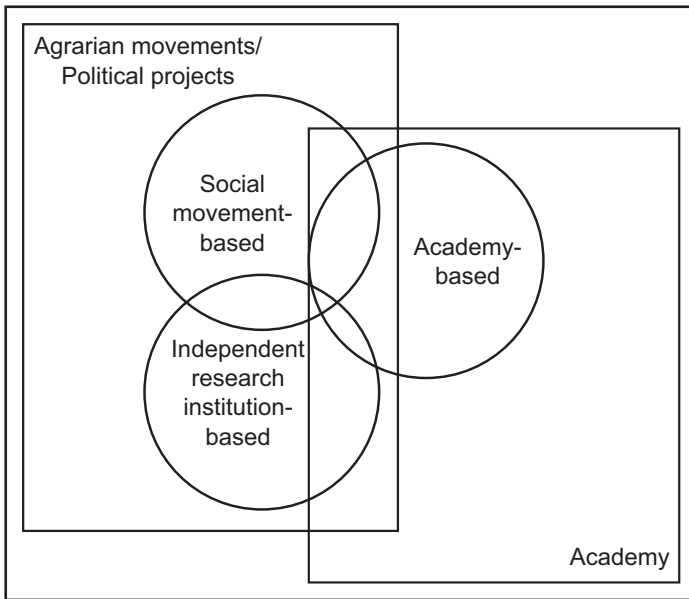 Agrarian movements/
Political projects
Social
movement-
based
Academy-
based
Independent
research
institution-
based
Academy